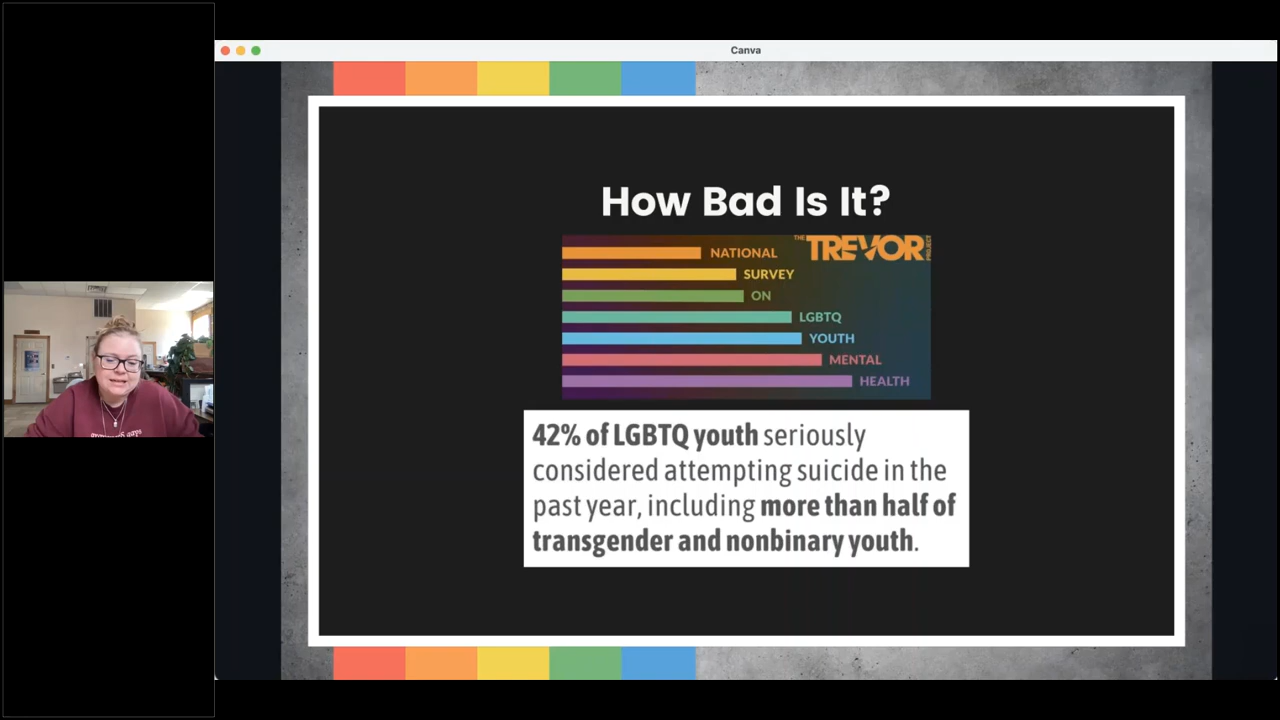 Canva
How Bad Is It?
THE TREVOR PROJECT
NATIONAL
SURVEY
ON
LGBTQ
YOUTH
MENTAL
HEALTH
42% of LGBTQ youth seriously
considered attempting suicide in the
past year, including more than half of
transgender and nonbinary youth.